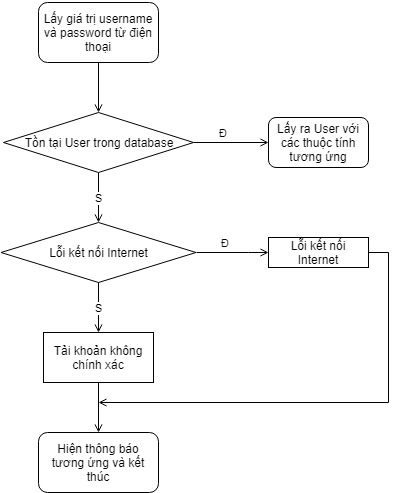 Lấy giá trị username
và password từ điện
thoại
Tồn tại User trong database
Đ
Lấy ra User với
các thuộc tính
tương ứng
S
Lỗi kết nối Internet
Đ
Lỗi kết nối
Internet
S
Tải khoản không
chính xác
Hiện thông báo
tương ứng và kết
thúc